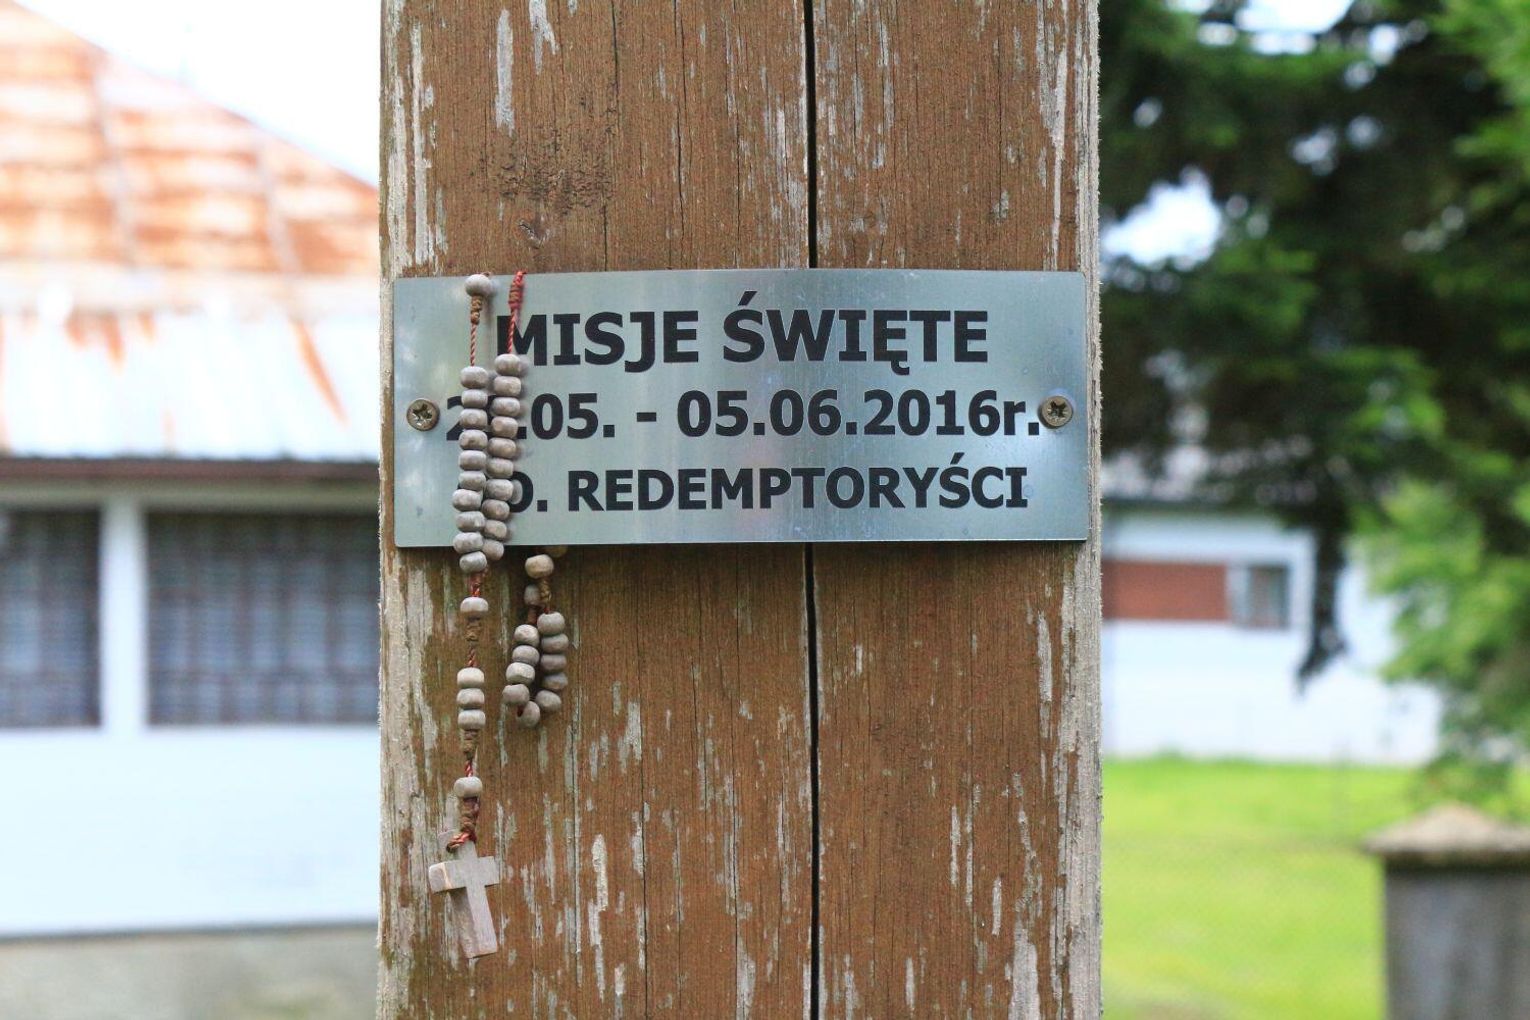 MISJE ŚWIĘTE
.05. - 05.06.2016r.
O. REDEMPTORYŚCI